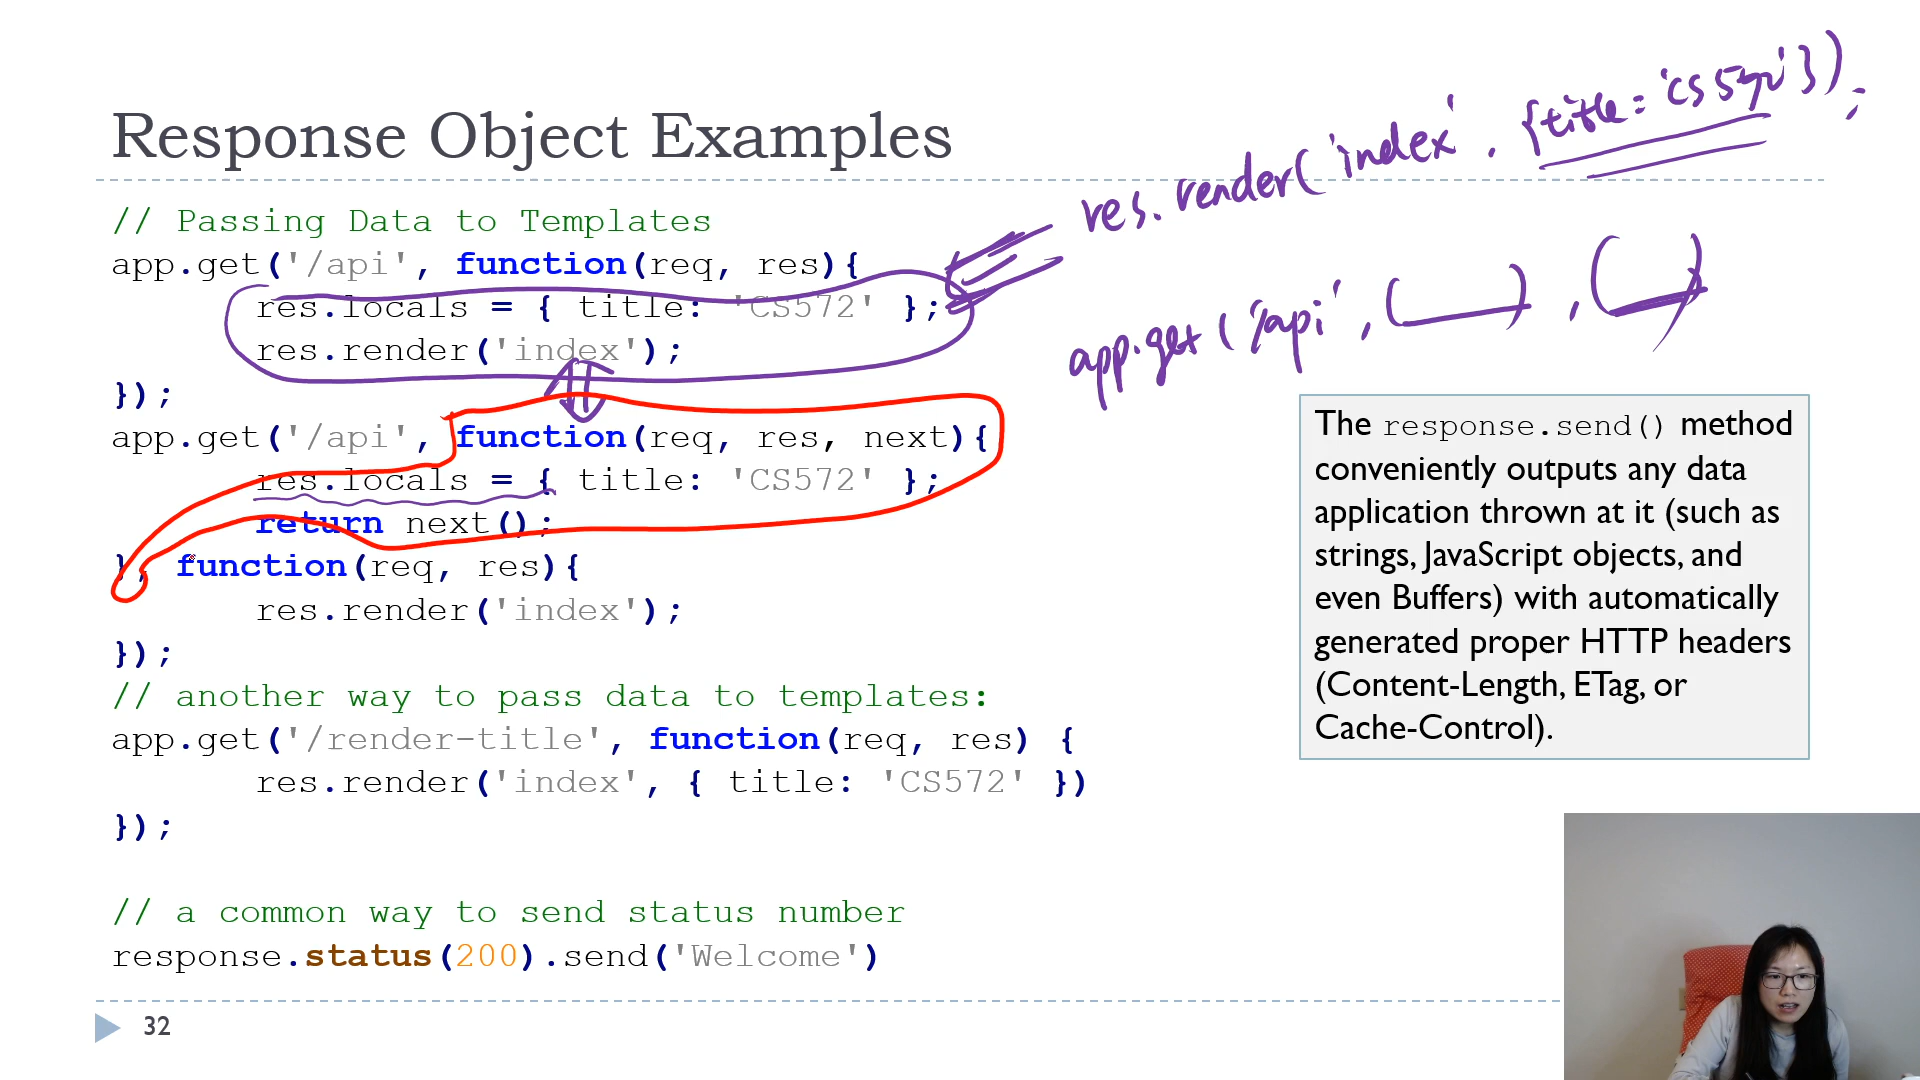 Response Object Examples
res.render('index', {title: 'CS572'});
// Passing Data to Templates
app.get('/api', function(req, res){
res.locals = { title: 'CS572' };
res.render('index');
});
app.get('/api', (      ), (      )
app.get('/api', function(req, res, next){
res.locals = { title: 'CS572' };
return next();
}, function(req, res){
res.render('index');
});
// another way to pass data to templates:
app.get('/render-title', function(req, res) {
res.render('index', { title: 'CS572' })
});
// a common way to send status number
response.status(200).send('Welcome')
The response.send() method
conveniently outputs any data
application thrown at it (such as
strings, JavaScript objects, and
even Buffers) with automatically
generated proper HTTP headers
(Content-Length, ETag, or
Cache-Control).
32